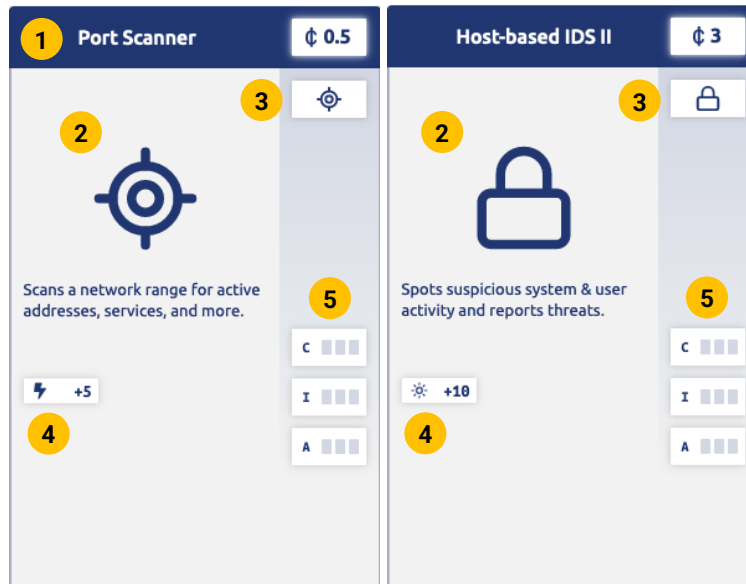 1 Port Scanner ₵ 0.5
3
2
Scans a network range for active
addresses, services, and more.
5
C
+5
I
4
A
Host-based IDS II ₵ 3
3
2
Spots suspicious system & user
activity and reports threats.
5
C
+10
I
4
A